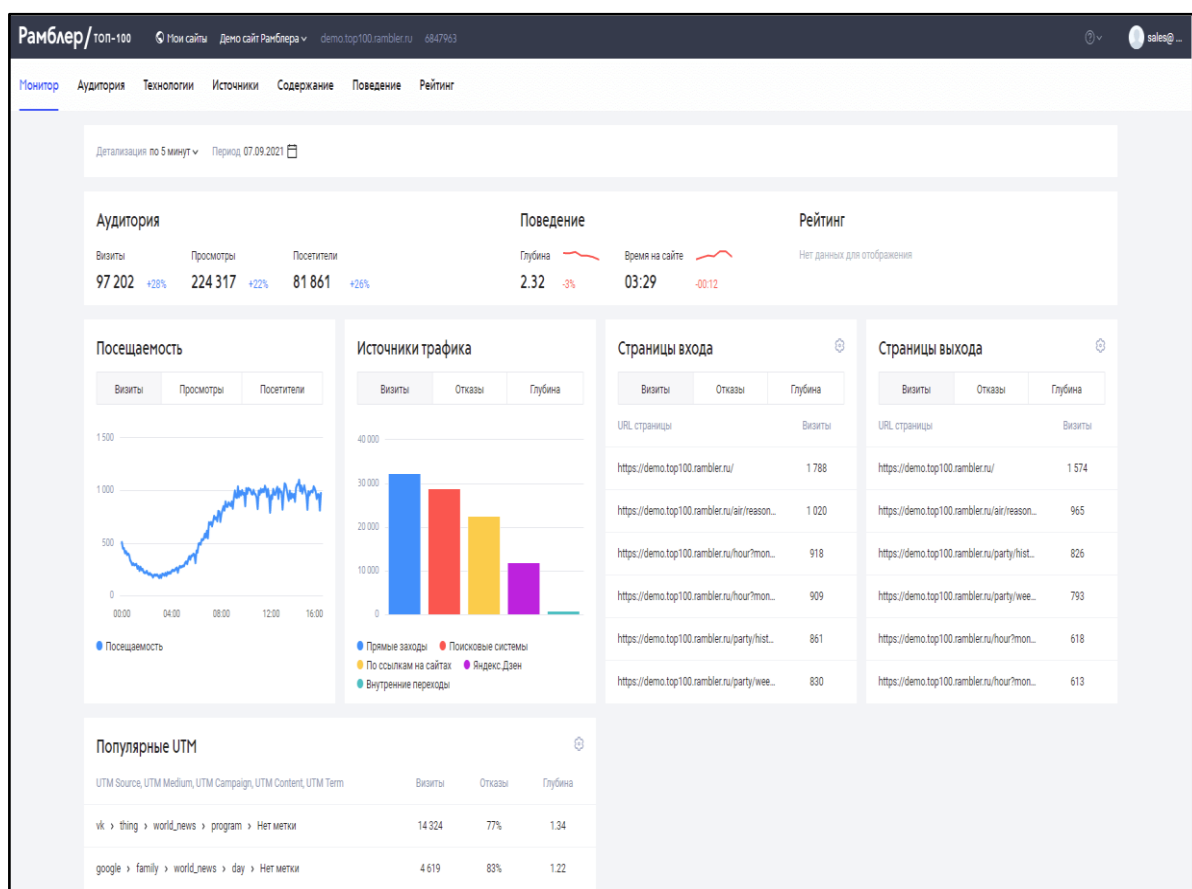 Рамблер/топ-100 Мои сайты Демо сайт Рамблера demo.top100.rambler.ru 6847963 sales@ ...
Монитор Аудитория Технологии Источники Содержание Поведение Рейтинг
Детализация по 5 минут Период 07.09.2021
Аудитория
Визиты Просмотры Посетители
97 202 +28% 224 317 +22% 81 861 +26%
Поведение
Глубина Время на сайте
2.32 -3% 03:29 -00:12
Рейтинг
Нет данных для отображения
Посещаемость
Визиты Просмотры Посетители
1 500
1 000
500
0
00:00 04:00 08:00 12:00 16:00
Посещаемость
Источники трафика
Визиты Отказы Глубина
40 000
30 000
20 000
10 000
0
Прямые заходы Поисковые системы
По ссылкам на сайтах Яндекс.Дзен
Внутренние переходы
Страницы входа
Визиты Отказы Глубина
URL страницы Визиты
https://demo.top100.rambler.ru/ 1 788
https://demo.top100.rambler.ru/air/reason... 1 020
https://demo.top100.rambler.ru/hour?mon... 918
https://demo.top100.rambler.ru/hour?mon... 909
https://demo.top100.rambler.ru/party/hist... 861
https://demo.top100.rambler.ru/party/wee... 830
Страницы выхода
Визиты Отказы Глубина
URL страницы Визиты
https://demo.top100.rambler.ru/ 1 574
https://demo.top100.rambler.ru/air/reason... 965
https://demo.top100.rambler.ru/party/hist... 826
https://demo.top100.rambler.ru/party/wee... 793
https://demo.top100.rambler.ru/hour?mon... 618
https://demo.top100.rambler.ru/hour?mon... 613
Популярные UTM
UTM Source, UTM Medium, UTM Campaign, UTM Content, UTM Term Визиты Отказы Глубина
vk › thing › world_news › program › Нет метки 14 324 77% 1.34
google › family › world_news › day › Нет метки 4 619 83% 1.22